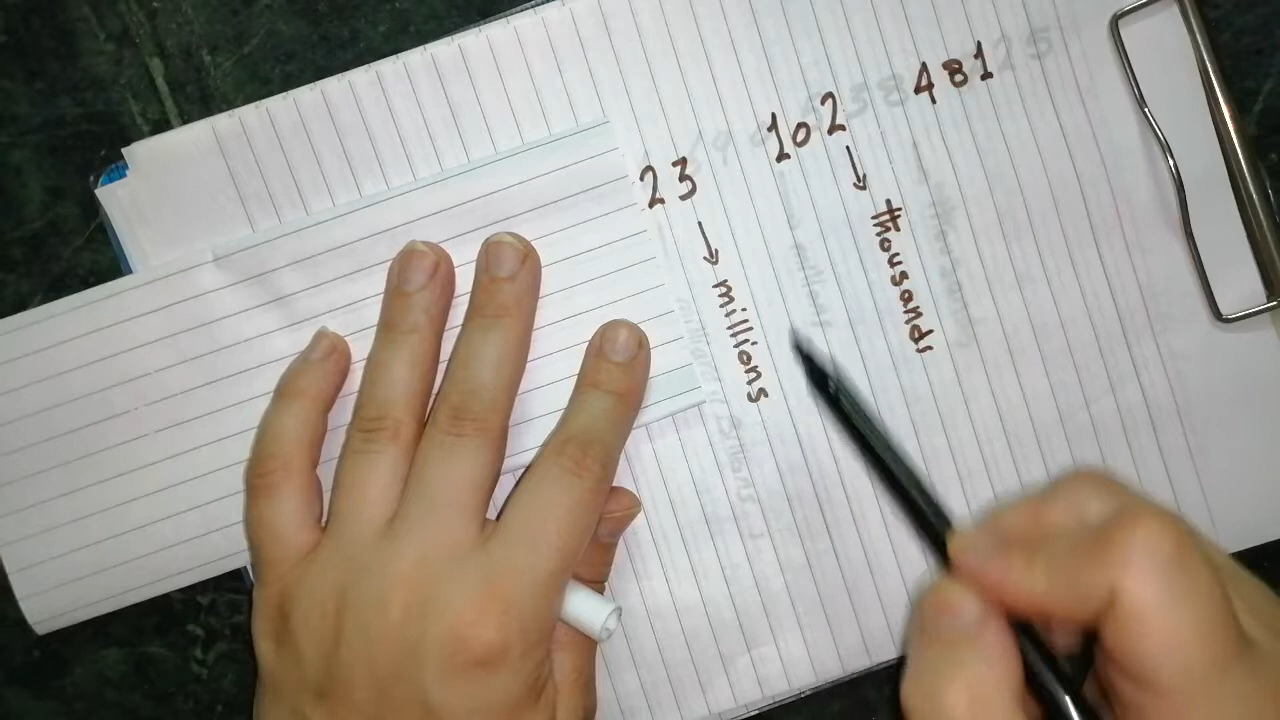 23 102 481
→ millions
→ thousands